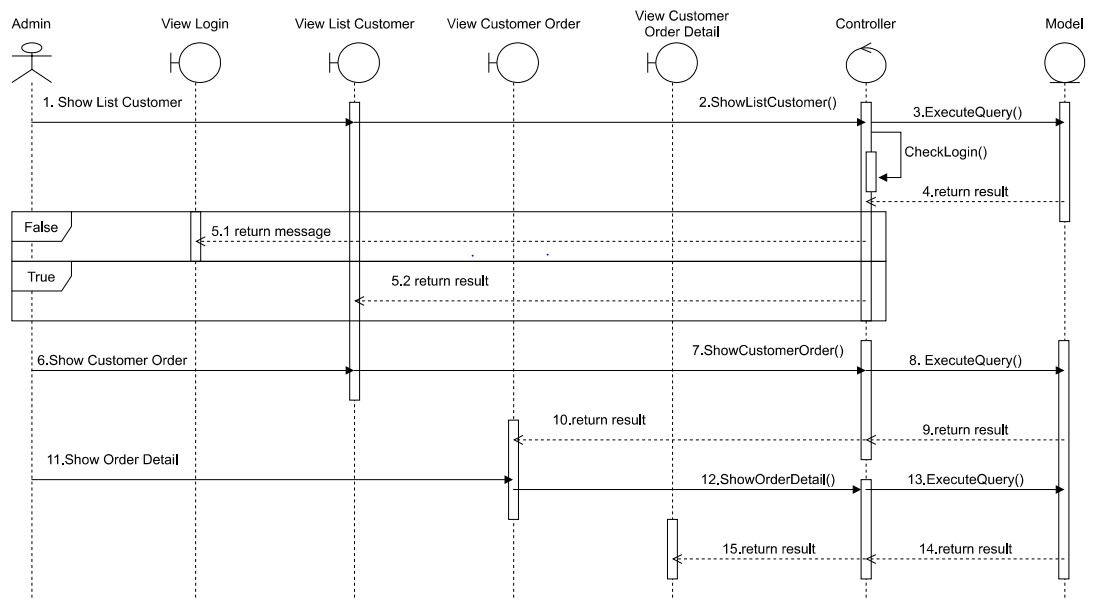 Admin
View Login
View List Customer
View Customer Order
View Customer
Order Detail
Controller
Model
1. Show List Customer
2.ShowListCustomer()
3.ExecuteQuery()
CheckLogin()
4.return result
False
5.1 return message
True
5.2 return result
6.Show Customer Order
7.ShowCustomerOrder()
8. ExecuteQuery()
9.return result
10.return result
11.Show Order Detail
12.ShowOrderDetail()
13.ExecuteQuery()
14.return result
15.return result